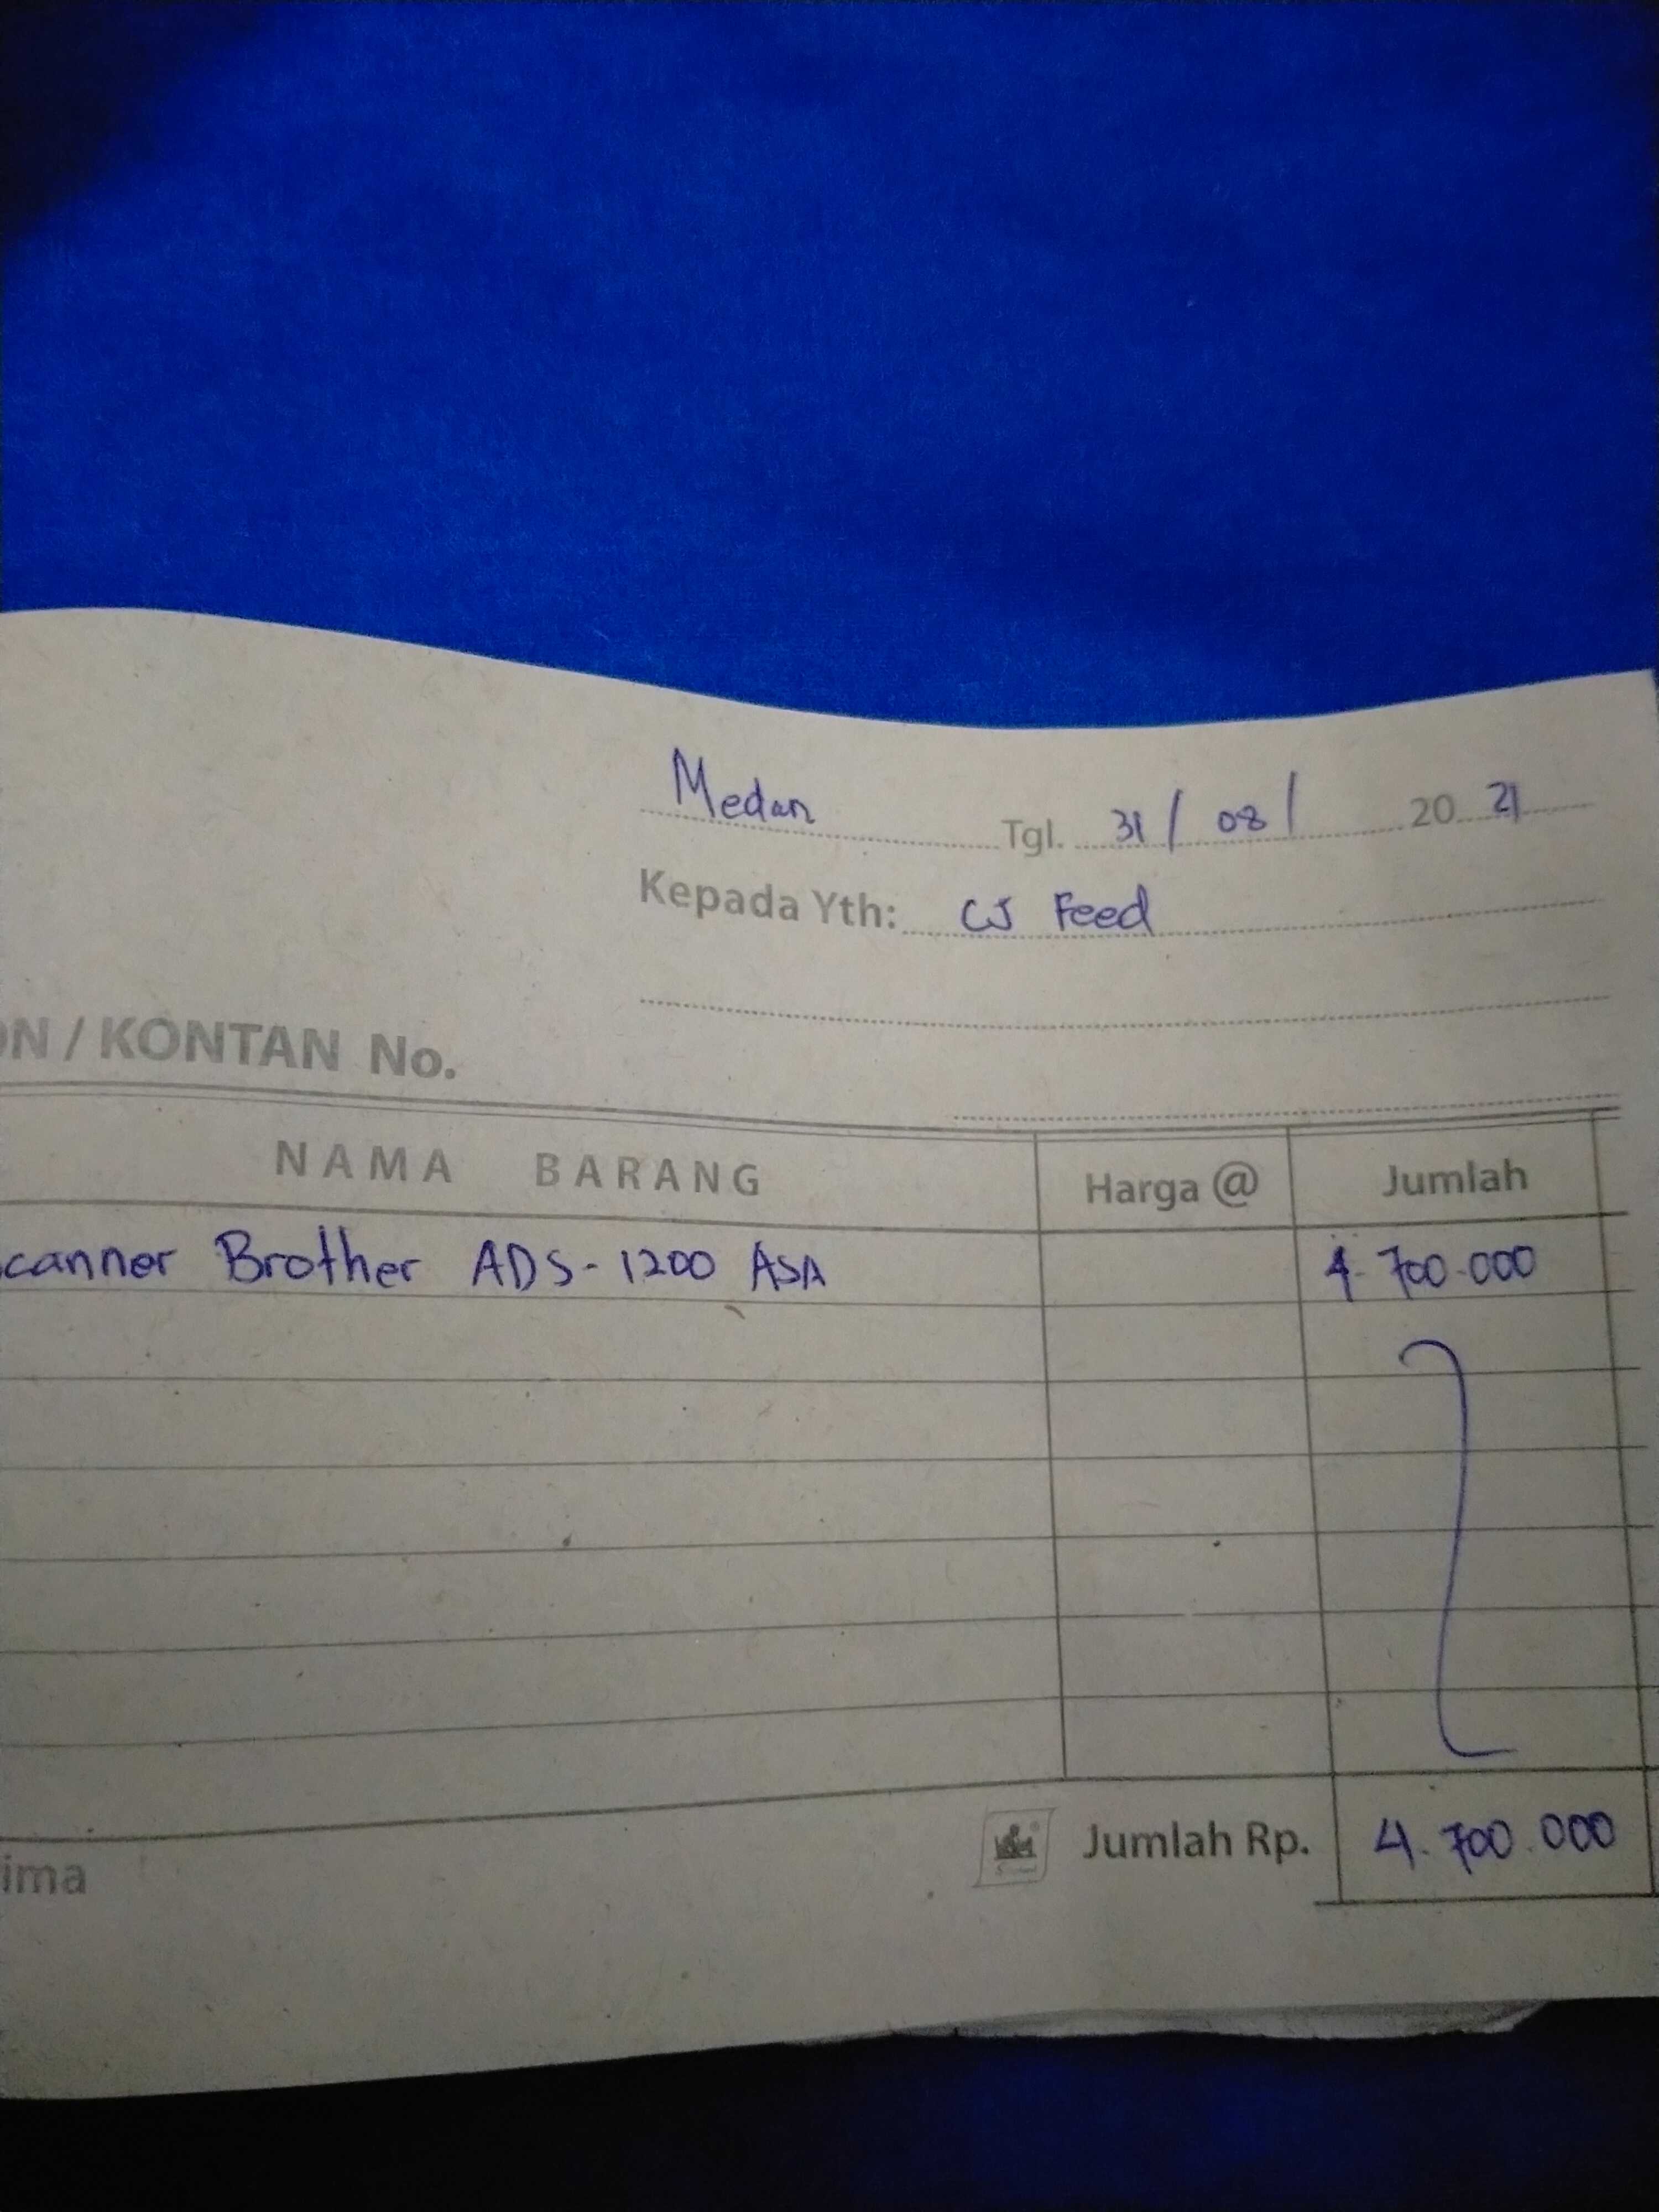 Medan Tgl. 31 / 08 / 20 21
Kepada Yth: CJ Feed
ON / KONTAN No.
NAMA BARANG Harga @ Jumlah
canner Brother ADS-1200 ASA 4.700.000
Jumlah Rp. 4.700.000
ima